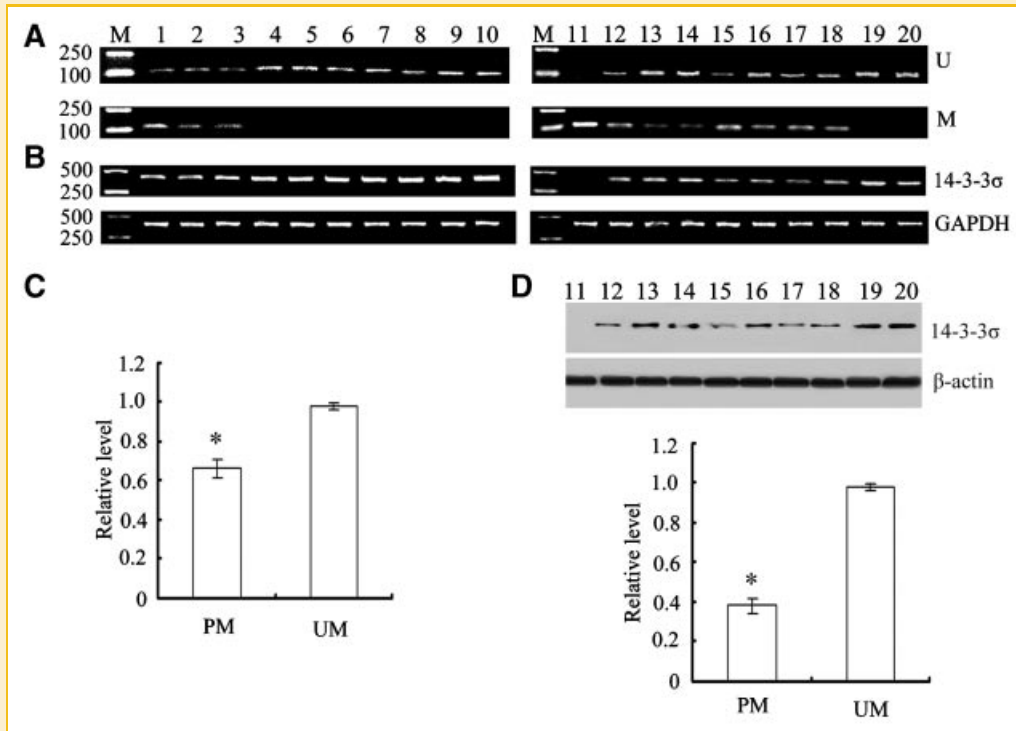 A M 1 2 3 4 5 6 7 8 9 10 M 11 12 13 14 15 16 17 18 19 20
250
100
U
250
100
M
B
500
250
14-3-3σ
500
250
GAPDH
C
1.2
1.0
0.8
0.6
0.4
0.2
0
Relative level
*
PM UM
D 11 12 13 14 15 16 17 18 19 20
14-3-3σ
β-actin
1.2
1.0
0.8
0.6
0.4
0.2
0
Relative level
*
PM UM